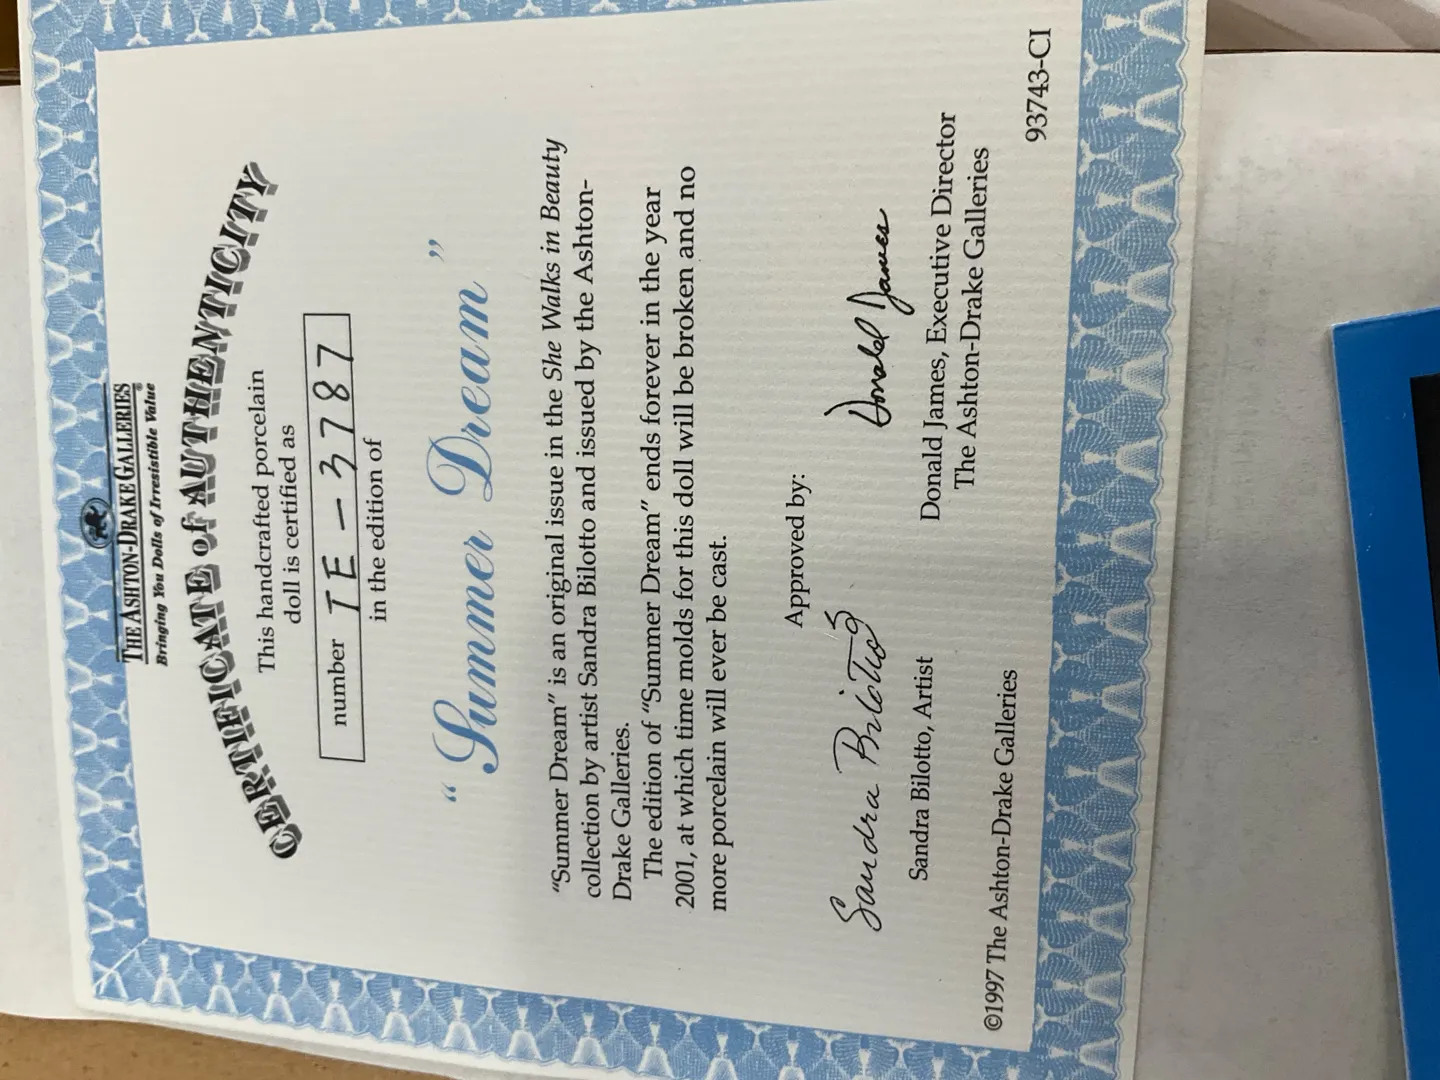 THE ASHTON-DRAKE GALLERIES®
Bringing You Dolls of Irresistible Value
CERTIFICATE of AUTHENTICITY
This handcrafted porcelain
doll is certified as
number TE-3787
in the edition of
“Summer Dream”
“Summer Dream” is an original issue in the She Walks in Beauty
collection by artist Sandra Bilotto and issued by the Ashton-
Drake Galleries.
The edition of “Summer Dream” ends forever in the year
2001, at which time molds for this doll will be broken and no
more porcelain will ever be cast.
Approved by:
Sandra Bilotto
Donald James
Sandra Bilotto, Artist
Donald James, Executive Director
The Ashton-Drake Galleries
©1997 The Ashton-Drake Galleries
93743-CI